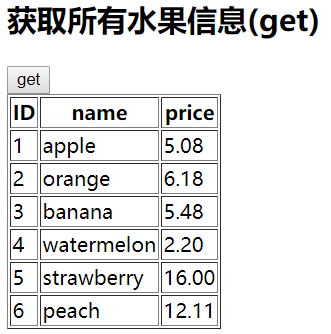 获取所有水果信息(get)
get
ID name price
1 apple 5.08
2 orange 6.18
3 banana 5.48
4 watermelon 2.20
5 strawberry 16.00
6 peach 12.11